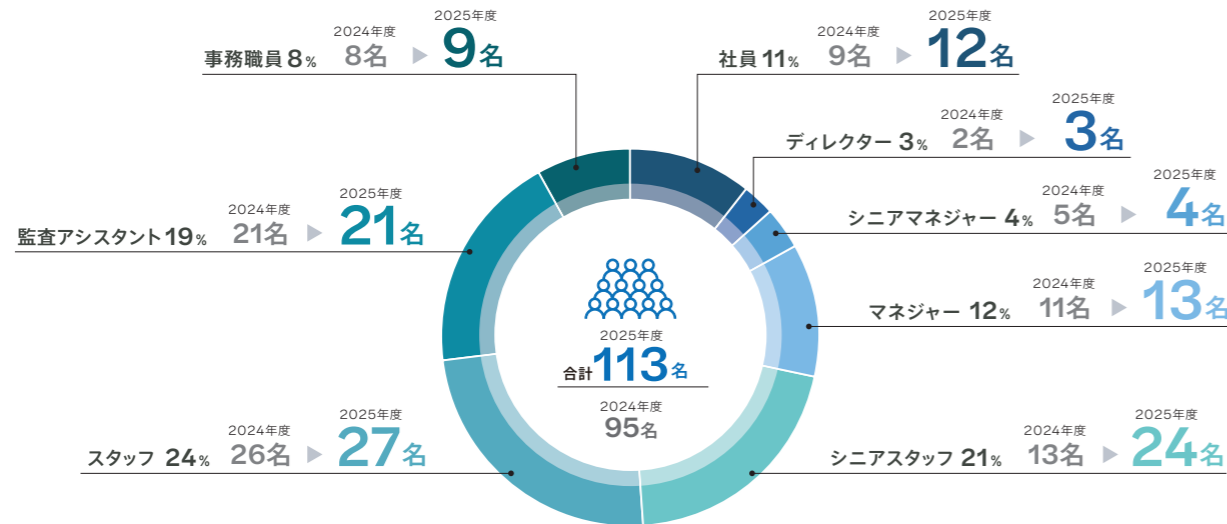 2024年度 2025年度
事務職員 8% 8名 9名
2024年度 2025年度
社員 11% 9名 12名
2024年度 2025年度
ディレクター 3% 2名 3名
2024年度 2025年度
シニアマネジャー 4% 5名 4名
2024年度 2025年度
マネジャー 12% 11名 13名
2024年度 2025年度
シニアスタッフ 21% 13名 24名
2024年度 2025年度
スタッフ 24% 26名 27名
2024年度 2025年度
監査アシスタント 19% 21名 21名
2025年度
合計 113名
2024年度
95名